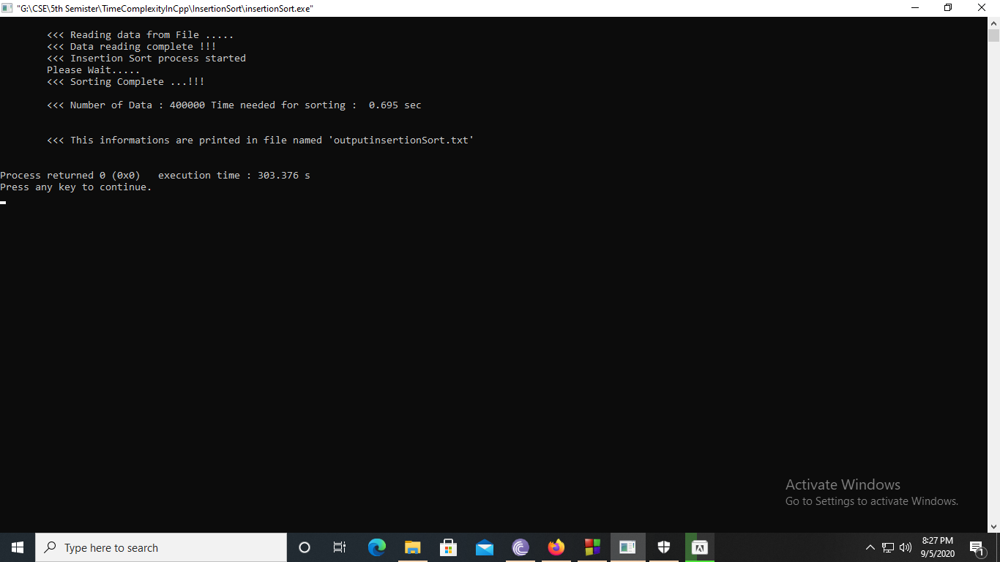 "G:\CSE\5th Semister\TimeComplexityInCpp\InsertionSort\insertionSort.exe"
<<< Reading data from File .....
<<< Data reading complete !!!
<<< Insertion Sort process started
Please Wait.....
<<< Sorting Complete ...!!!
<<< Number of Data : 400000 Time needed for sorting :  0.695 sec
<<< This informations are printed in file named 'outputinsertionSort.txt'
Process returned 0 (0x0)   execution time : 303.376 s
Press any key to continue.
Activate Windows
Go to Settings to activate Windows.
Type here to search
8:27 PM
9/5/2020
1